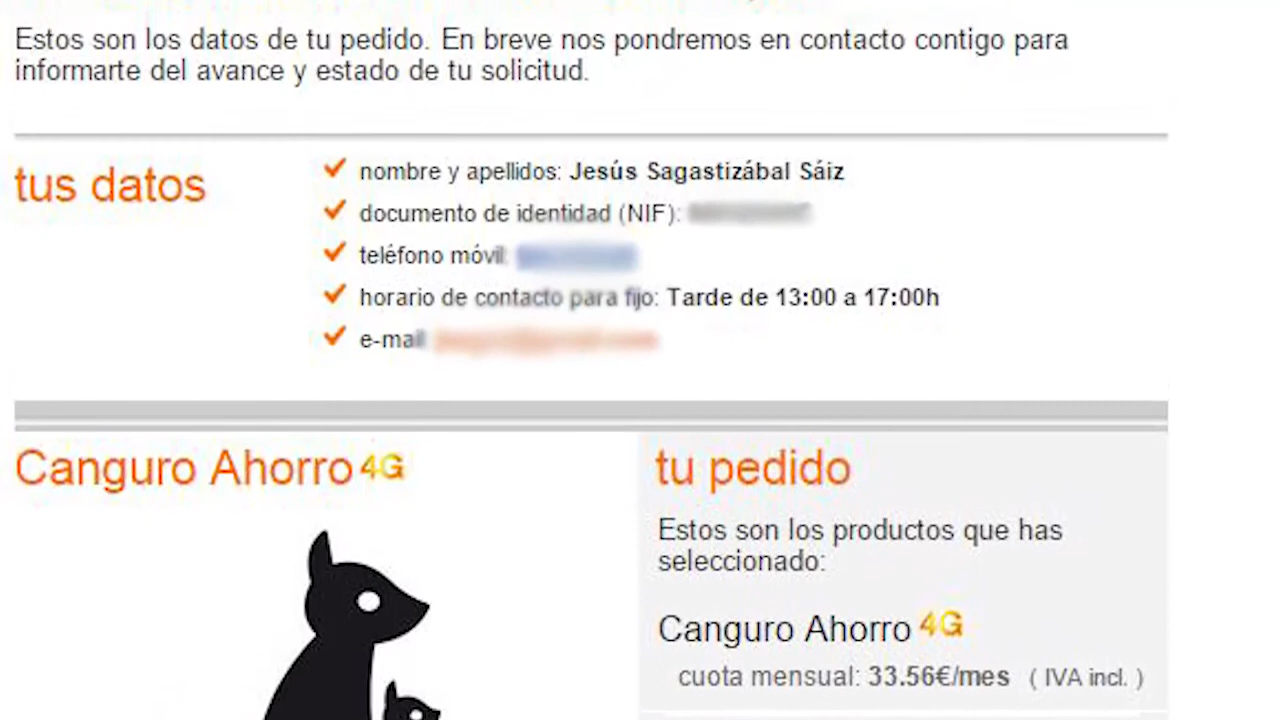 Estos son los datos de tu pedido. En breve nos pondremos en contacto contigo para
informarte del avance y estado de tu solicitud.
tus datos
nombre y apellidos: Jesús Sagastizábal Sáiz
documento de identidad (NIF):
teléfono móvil
horario de contacto para fijo: Tarde de 13:00 a 17:00h
e-mail
Canguro Ahorro 4G
tu pedido
Estos son los productos que has
seleccionado:
Canguro Ahorro 4G
cuota mensual: 33.56€/mes ( IVA incl. )